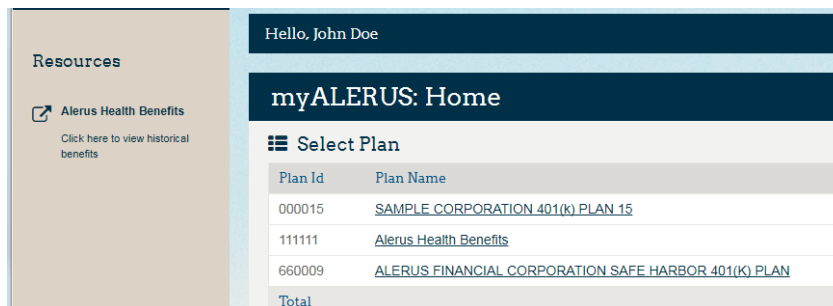 Resources
Alerus Health Benefits
Click here to view historical
benefits
Hello, John Doe
myALERUS: Home
Select Plan
Plan Id Plan Name
000015 SAMPLE CORPORATION 401(k) PLAN 15
111111 Alerus Health Benefits
660009 ALERUS FINANCIAL CORPORATION SAFE HARBOR 401(K) PLAN
Total